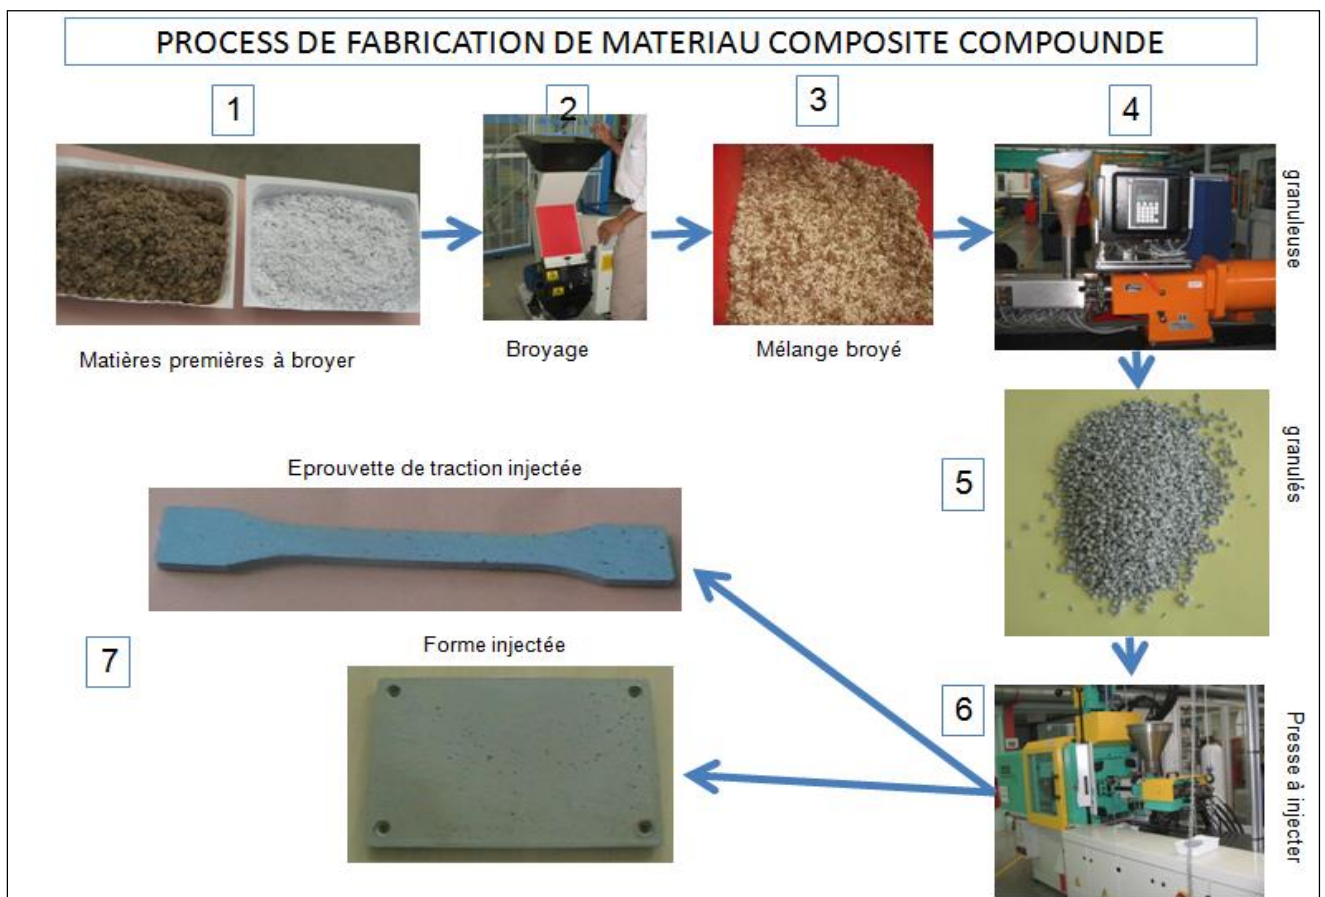 PROCESS DE FABRICATION DE MATERIAU COMPOSITE COMPOUNDE
1
2
3
4
Matières premières à broyer
Broyage
Mélange broyé
granuleuse
5
granulés
Eprouvette de traction injectée
7
Forme injectée
6
Presse à injecter